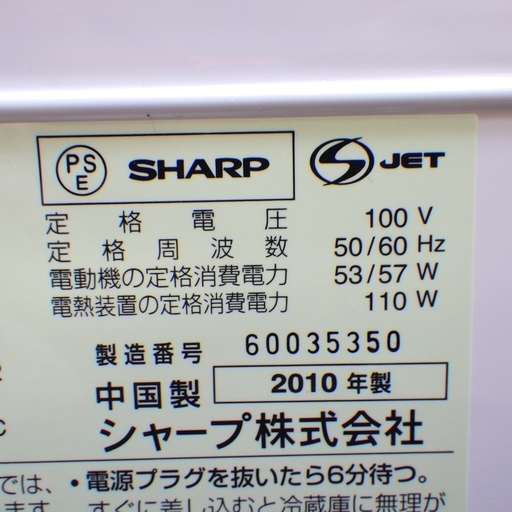 PSE SHARP S JET
定格電圧 100 V
定格周波数 50/60 Hz
電動機の定格消費電力 53/57 W
電熱装置の定格消費電力 110 W
製造番号 60035350
中国製 2010 年製
シャープ株式会社
では、 ・電源プラグを抜いたら6分待つ。
ます。 すぐに差し込むと冷蔵庫に無理が